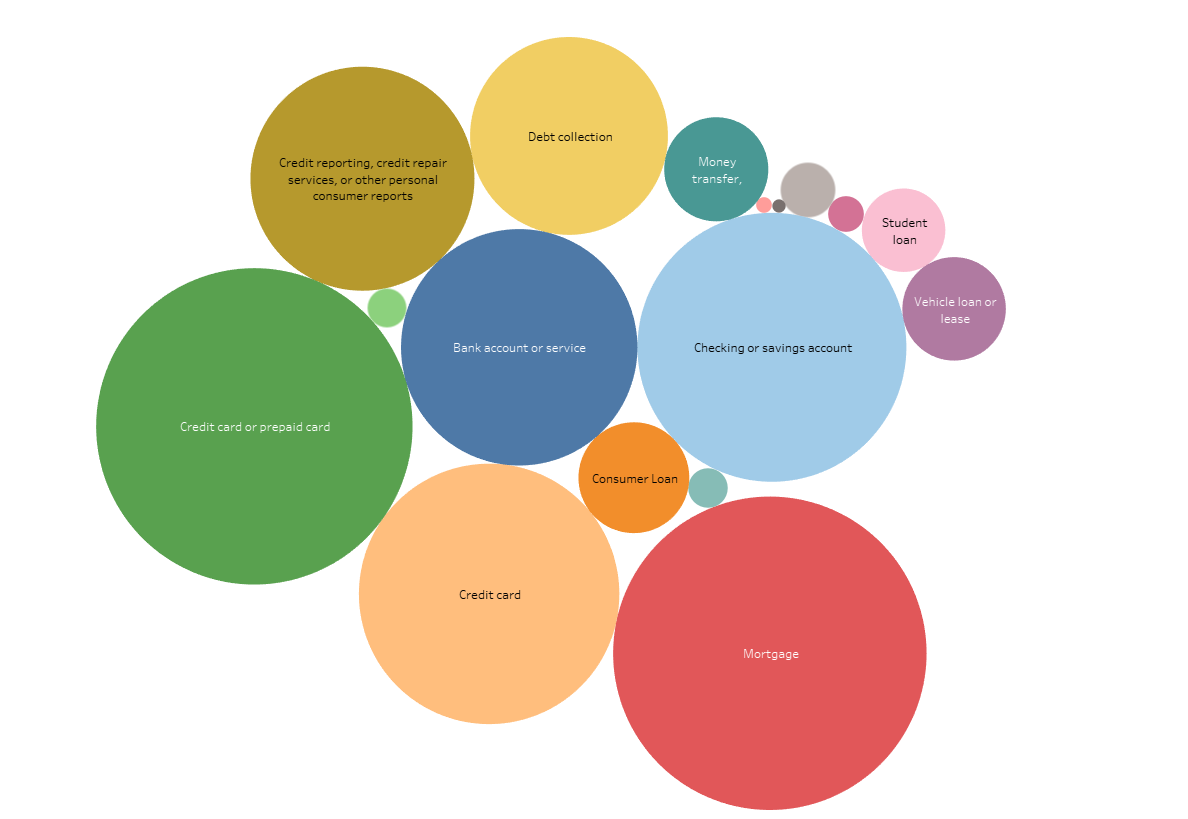 Debt collection
Credit reporting, credit repair
services, or other personal
consumer reports
Money
transfer,
Student
loan
Vehicle loan or
lease
Bank account or service
Checking or savings account
Credit card or prepaid card
Consumer Loan
Credit card
Mortgage